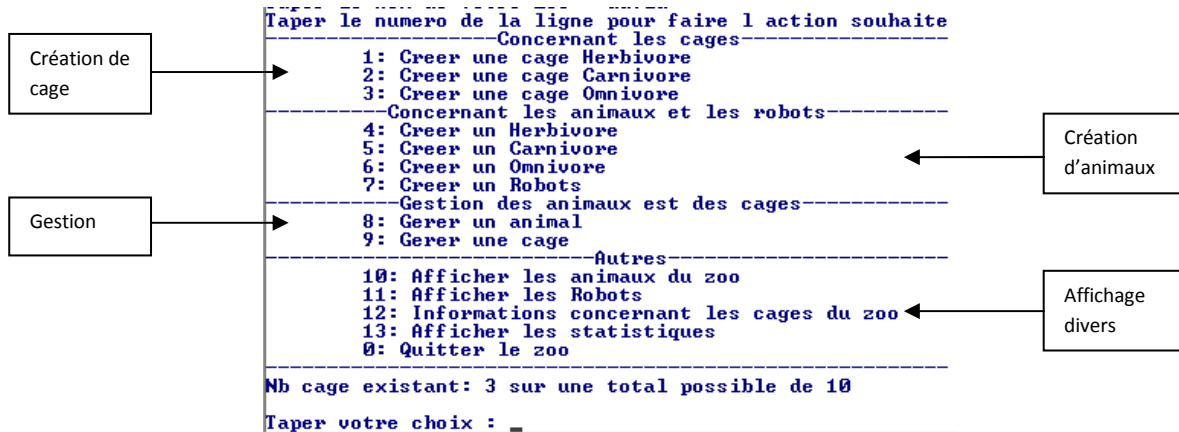 Taper le numero de la ligne pour faire l action souhaite
-------------------Concernant les cages-----------------
1: Creer une cage Herbivore
2: Creer une cage Carnivore
3: Creer une cage Omnivore
----------Concernant les animaux et les robots----------
4: Creer un Herbivore
5: Creer un Carnivore
6: Creer un Omnivore
7: Creer un Robots
-----------Gestion des animaux est des cages------------
8: Gerer un animal
9: Gerer une cage
---------------------------Autres-----------------------
10: Afficher les animaux du zoo
11: Afficher les Robots
12: Informations concernant les cages du zoo
13: Afficher les statistiques
0: Quitter le zoo
--------------------------------------------------------
Nb cage existant: 3 sur une total possible de 10
Taper votre choix : _
Création de
cage
Gestion
Création
d’animaux
Affichage
divers